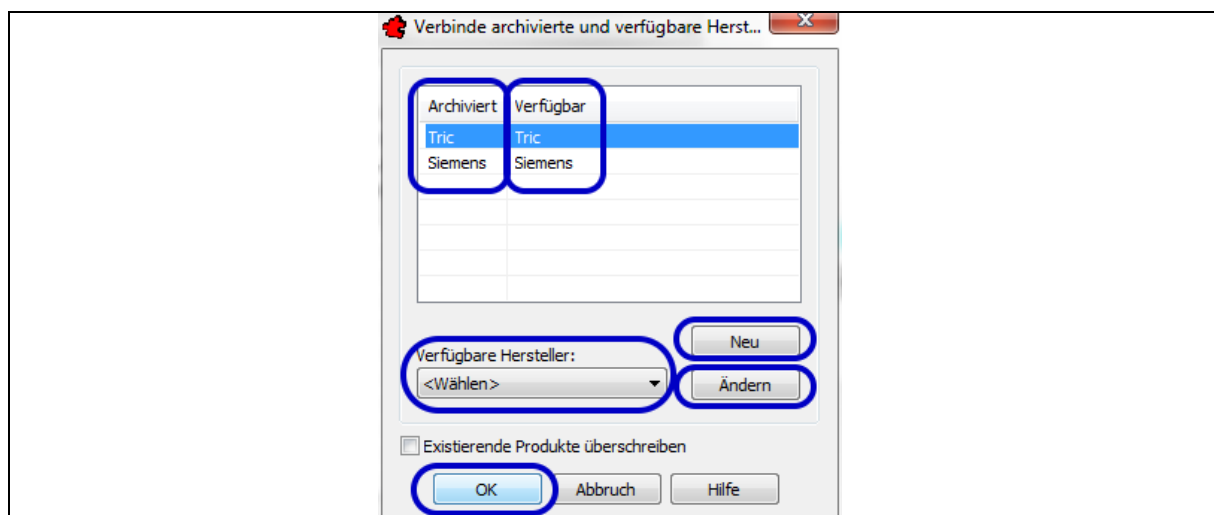 Verbinde archivierte und verfügbare Herst...
Archiviert Verfügbar
Tric Tric
Siemens Siemens
Neu
Verfügbare Hersteller:
<Wählen>
Ändern
Existierende Produkte überschreiben
OK Abbruch Hilfe